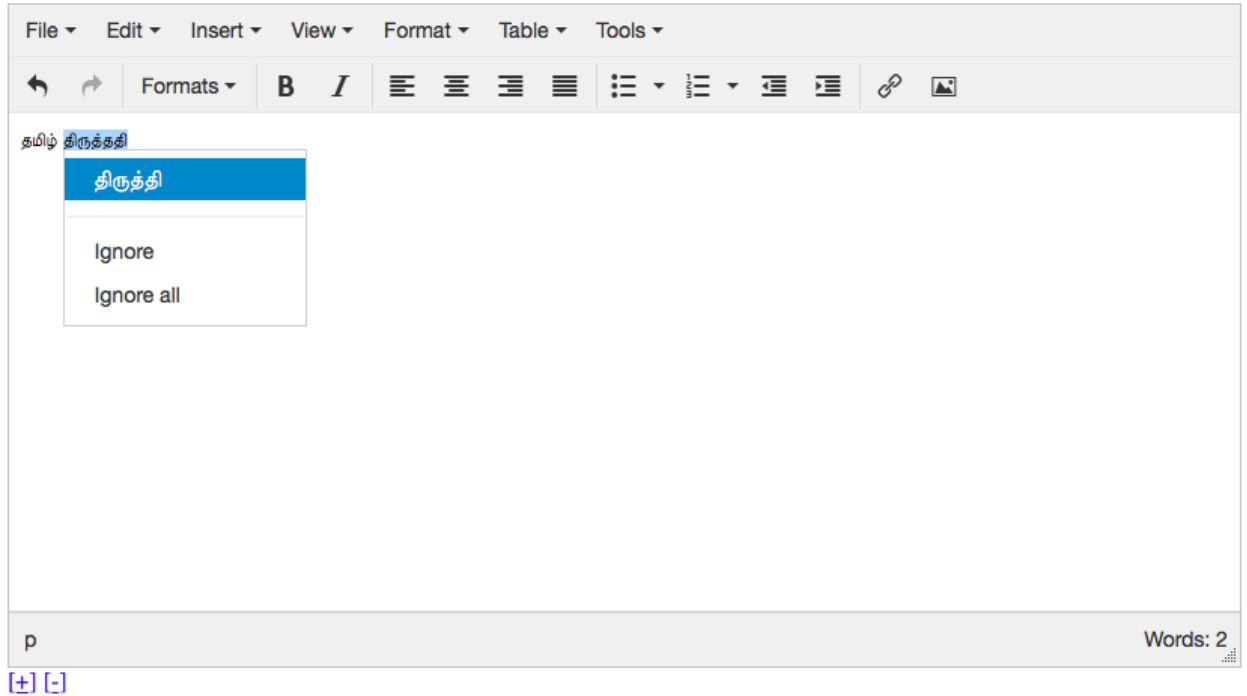 File Edit Insert View Format Table Tools
Formats B I
தமிழ் திருத்ததி
திருத்தி
Ignore
Ignore all
p Words: 2
[+] [-]